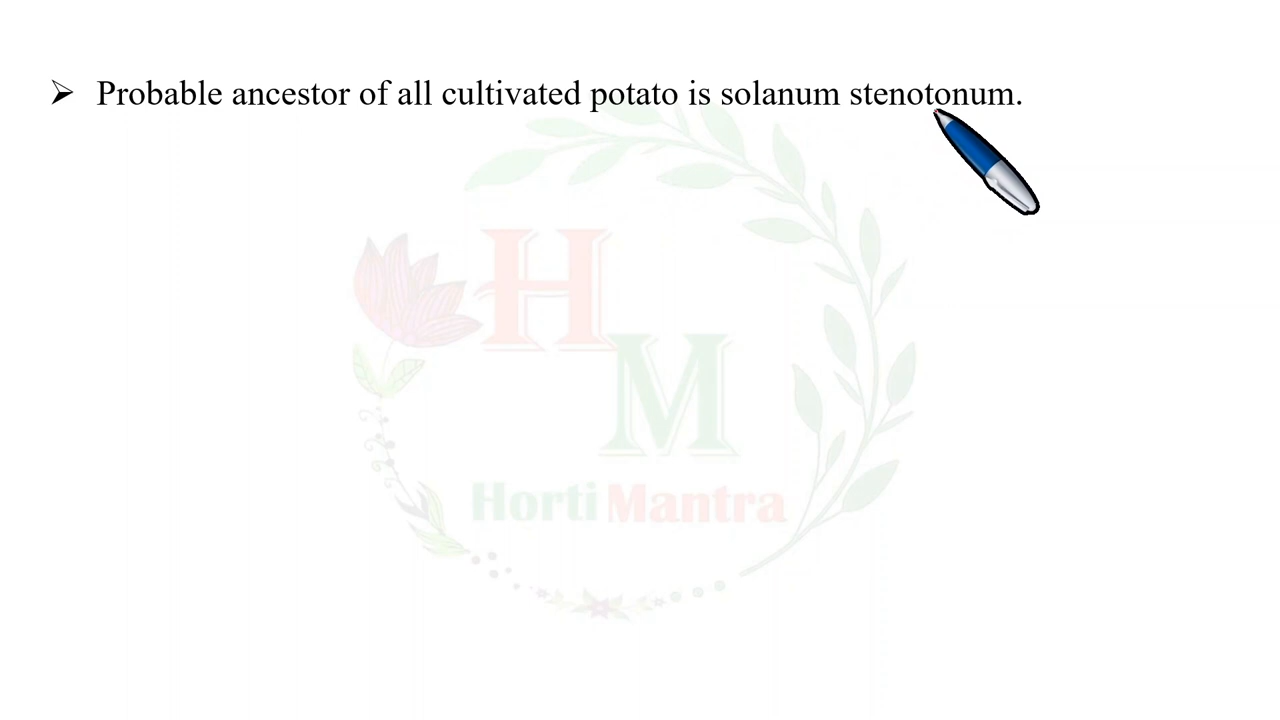 ➢ Probable ancestor of all cultivated potato is solanum stenotonum.
H
M
Horti Mantra